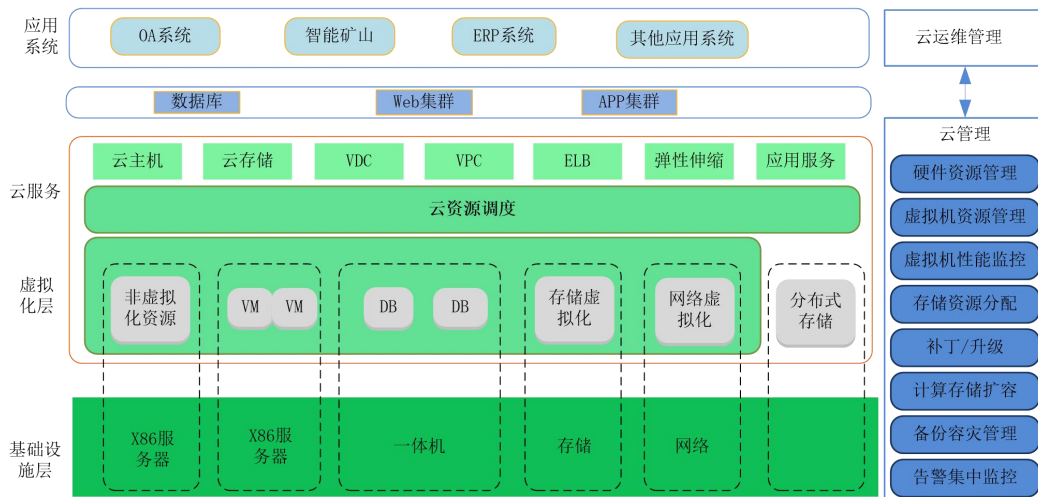 应用
系统
OA系统
智能矿山
ERP系统
其他应用系统
云运维管理
数据库
Web集群
APP集群
云管理
云服务
云主机
云存储
VDC
VPC
ELB
弹性伸缩
应用服务
云资源调度
虚拟
化层
非虚拟
化资源
VM
VM
DB
DB
存储虚
拟化
网络虚
拟化
分布式
存储
基础设
施层
X86服
务器
X86服
务器
一体机
存储
网络
硬件资源管理
虚拟机资源管理
虚拟机性能监控
存储资源分配
补丁/升级
计算存储扩容
备份容灾管理
告警集中监控